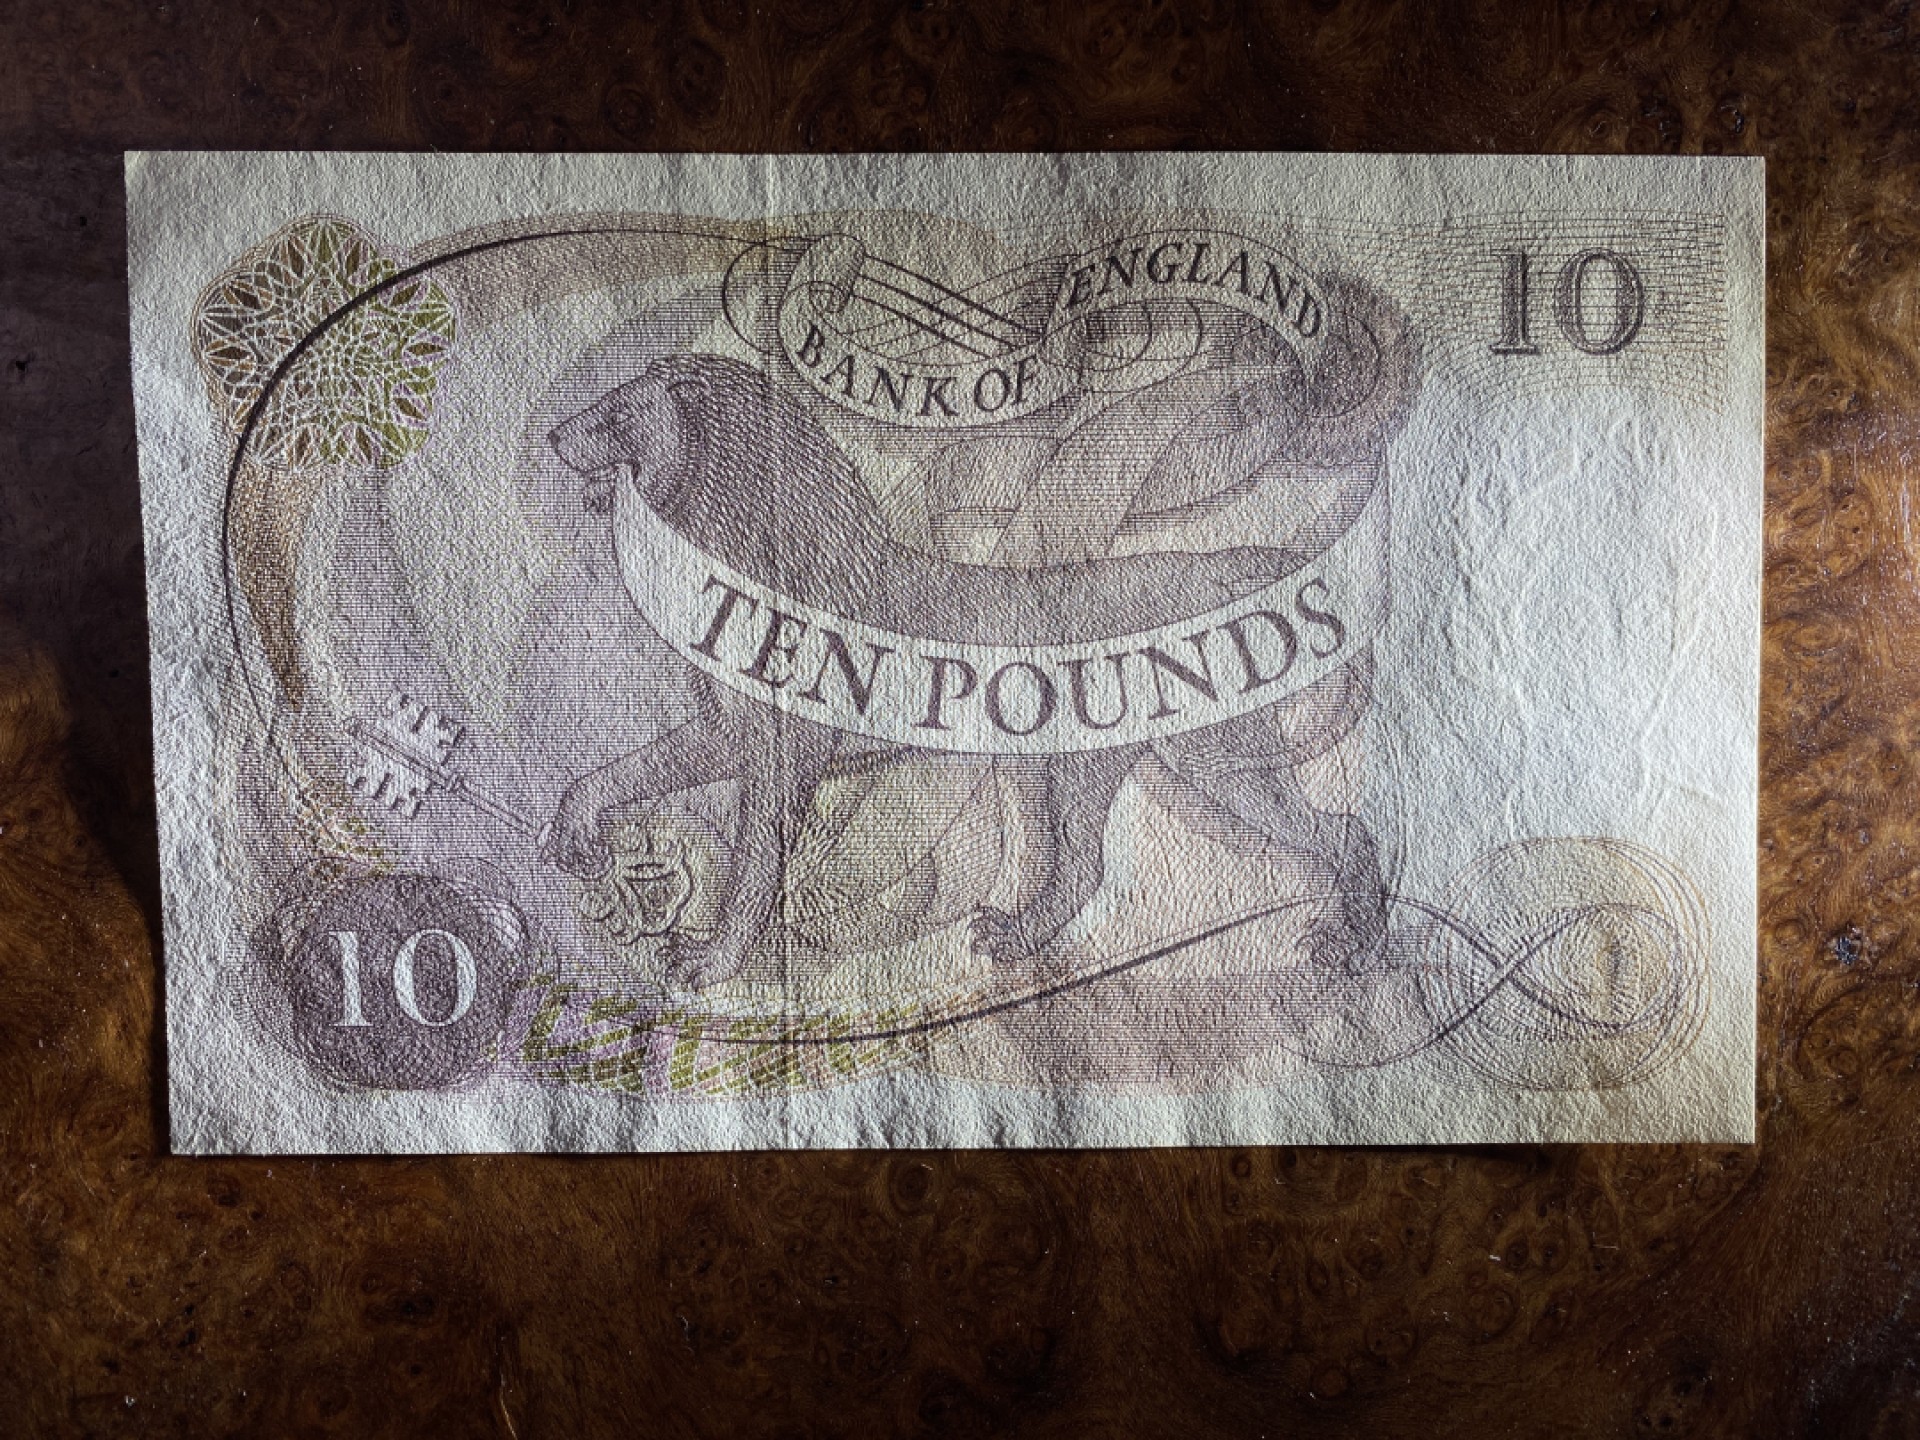 BANK OF ENGLAND
10
TEN POUNDS
10